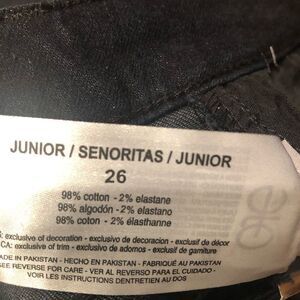 JUNIOR / SENORITAS / JUNIOR
26
98% cotton - 2% elastane
98% algodón - 2% elastano
98% coton - 2% élasthanne
: exclusive of decoration - exclusivo de decoracion - exclusif de décor
CA: exclusive of trim - exclusivo de adornos - exclusif de garniture
MADE IN PAKISTAN - HECHO EN PAKISTAN - FABRIQUÉ AU PAKISTAN
SEE REVERSE FOR CARE - VER AL REVERSO PARA EL CUIDADO -
VOIR LES INSTRUCTIONS D'ENTRETIEN AU DOS